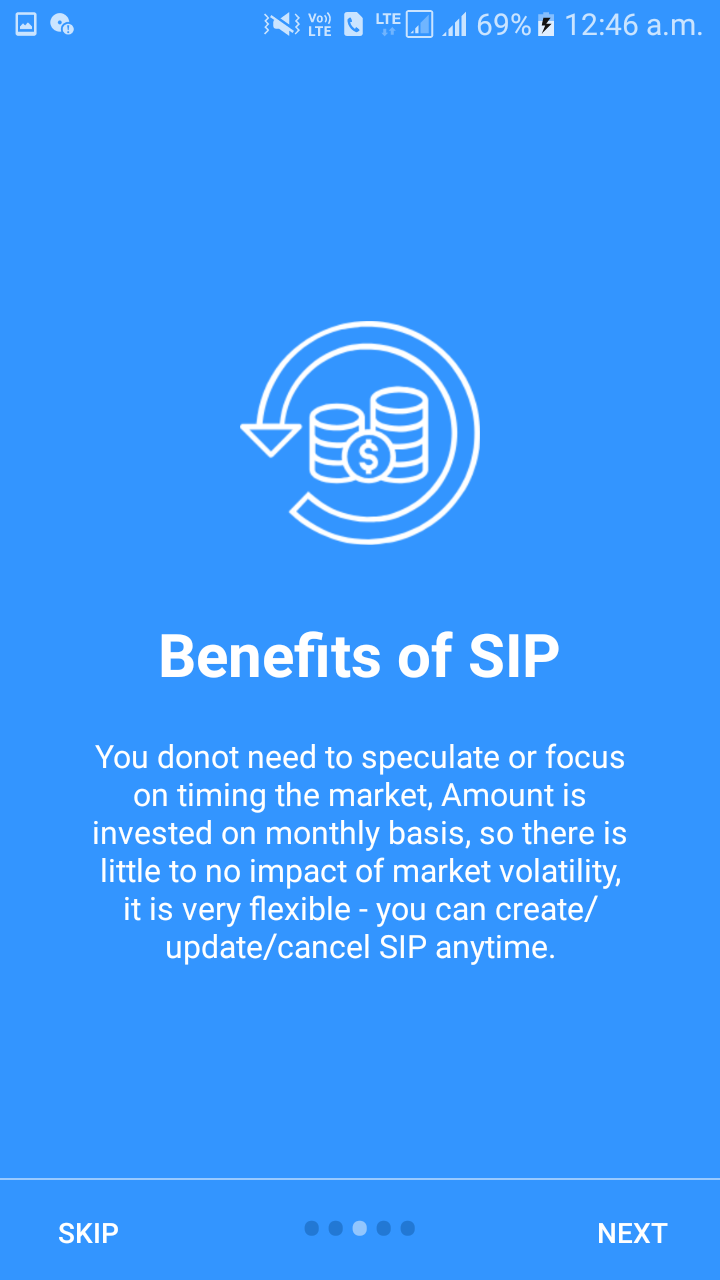 Vo)) LTE LTE 69% 12:46 a.m.
$
Benefits of SIP
You donot need to speculate or focus
on timing the market, Amount is
invested on monthly basis, so there is
little to no impact of market volatility,
it is very flexible - you can create/
update/cancel SIP anytime.
SKIP NEXT